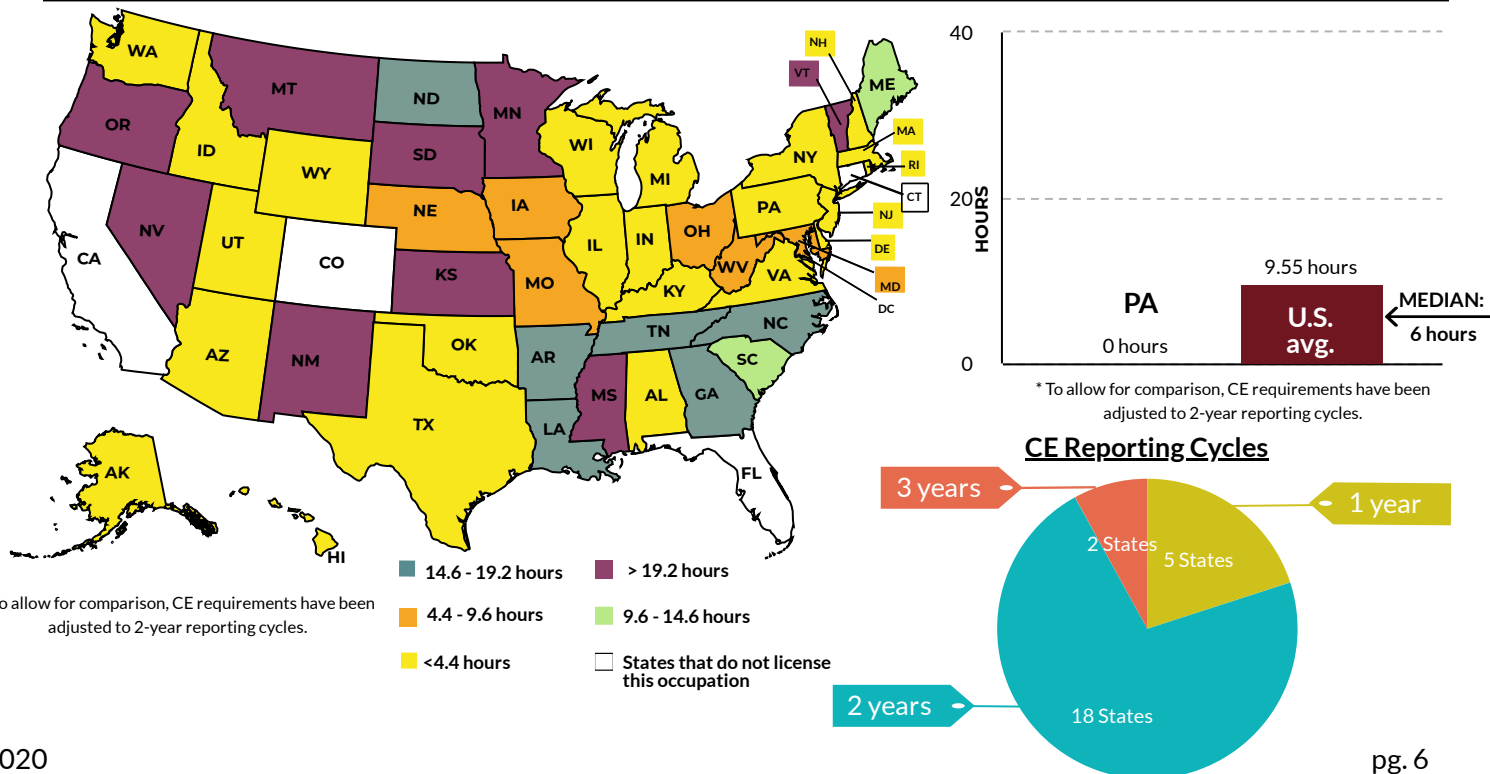 WA
MT
ND
MN
OR
ID
SD
WY
WI
MI
NH
VT
ME
MA
NY
RI
CT
NJ
DE
MD
DC
PA
NE
IA
NV
UT
CO
CA
KS
MO
IL
IN
OH
WV
VA
KY
AZ
NM
OK
AR
TN
NC
SC
MS
AL
GA
TX
LA
FL
AK
HI
14.6 - 19.2 hours
> 19.2 hours
4.4 - 9.6 hours
9.6 - 14.6 hours
<4.4 hours
States that do not license
this occupation
o allow for comparison, CE requirements have been
adjusted to 2-year reporting cycles.
40
20
0
HOURS
PA
0 hours
9.55 hours
U.S.
avg.
MEDIAN:
6 hours
* To allow for comparison, CE requirements have been
adjusted to 2-year reporting cycles.
CE Reporting Cycles
3 years
1 year
2 States
5 States
2 years
18 States
020
pg. 6